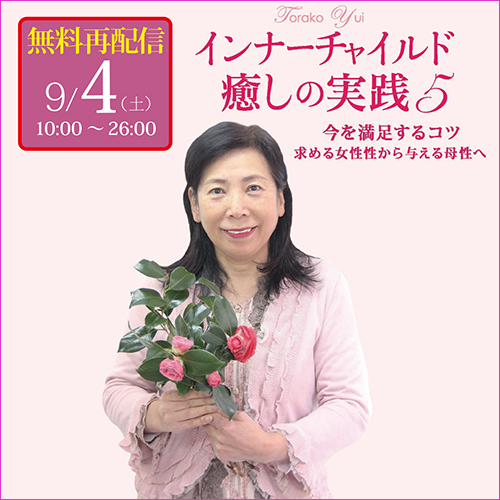 Torako Yui
無料再配信
9/4(土)
10:00 〜 26:00
インナーチャイルド
癒しの実践 5
今を満足するコツ
求める女性性から与える母性へ